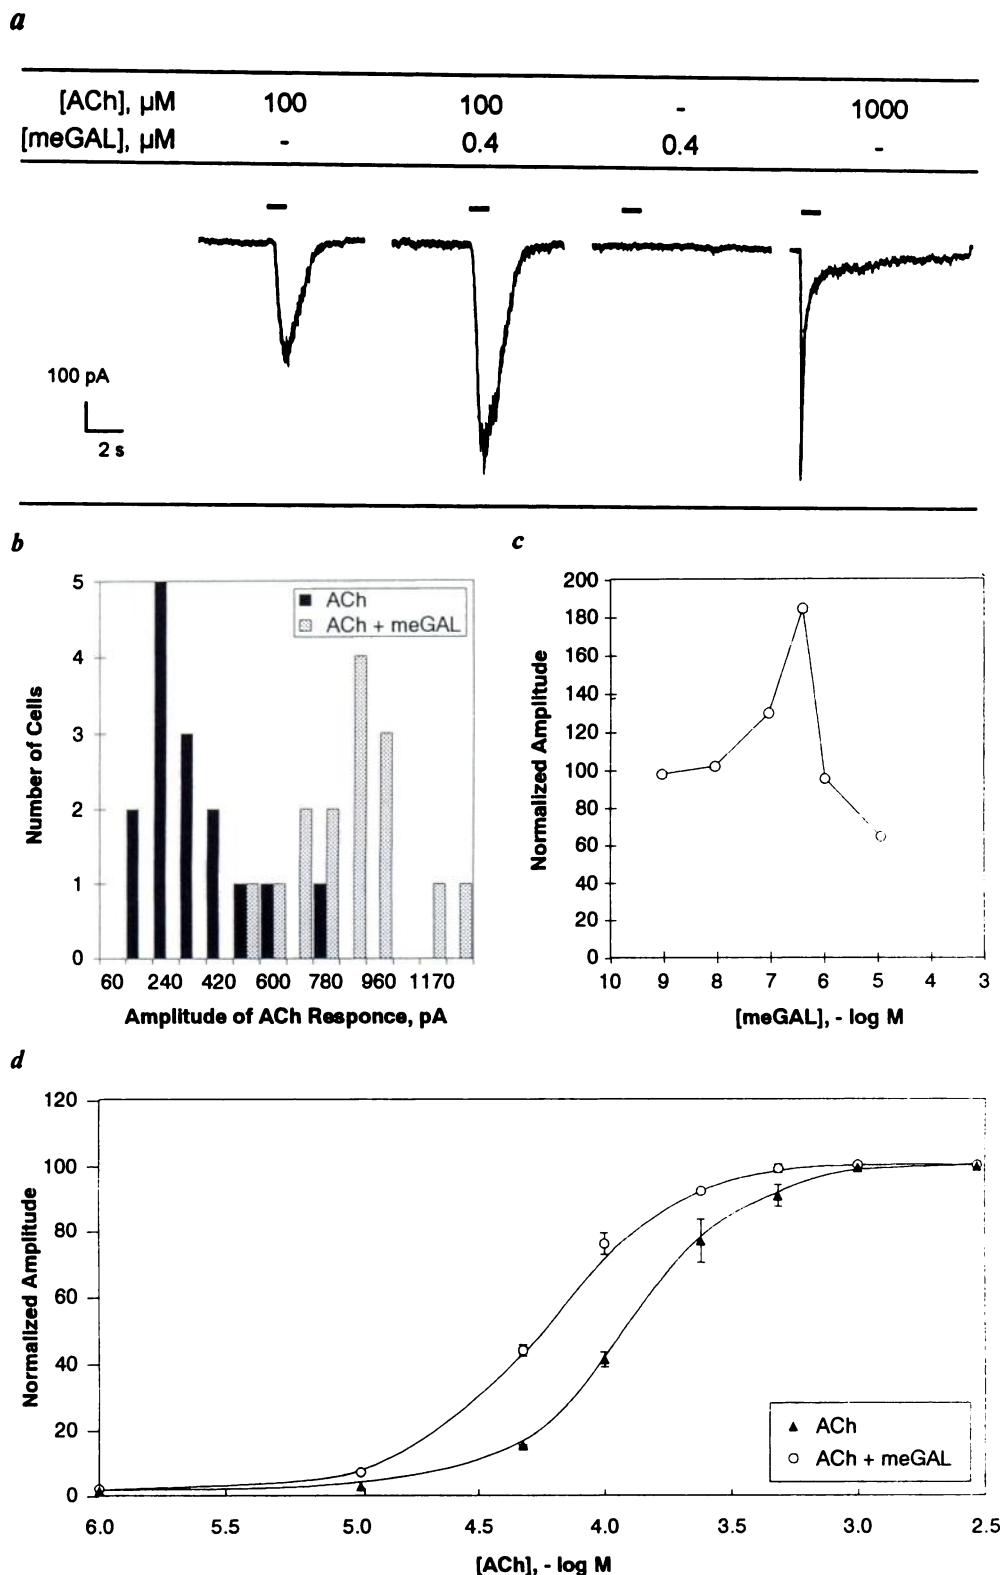 a
[ACh], μM 100 100 - 1000
[meGAL], μM - 0.4 0.4 -
100 pA
2 s
b
5
4
3
2
1
0
Number of Cells
ACh
ACh + meGAL
60 240 420 600 780 960 1170
Amplitude of ACh Responce, pA
c
200
180
160
140
120
100
80
60
40
20
0
Normalized Amplitude
10 9 8 7 6 5 4 3
[meGAL], - log M
d
120
100
80
60
40
20
0
Normalized Amplitude
ACh
ACh + meGAL
6.0 5.5 5.0 4.5 4.0 3.5 3.0 2.5
[ACh], - log M